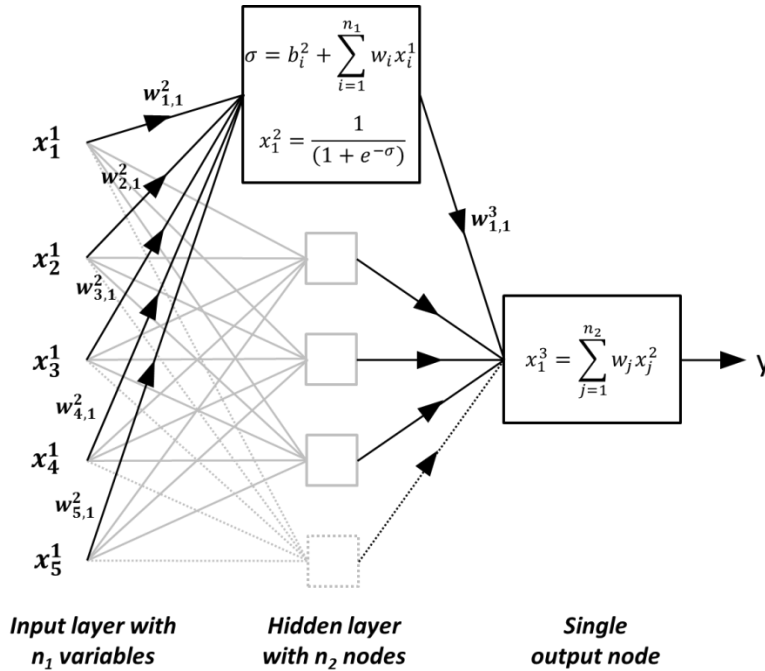 σ = b_i^2 + \sum_{i=1}^{n_1} w_i x_i^1
x_1^2 = \frac{1}{(1 + e^{-σ})}
w_{1,1}^2
x_1^1
w_{2,1}^2
w_{1,1}^3
x_2^1
w_{3,1}^2
x_1^3 = \sum_{j=1}^{n_2} w_j x_j^2
y
x_3^1
w_{4,1}^2
x_4^1
w_{5,1}^2
x_5^1
Input layer with
n_1 variables
Hidden layer
with n_2 nodes
Single
output node